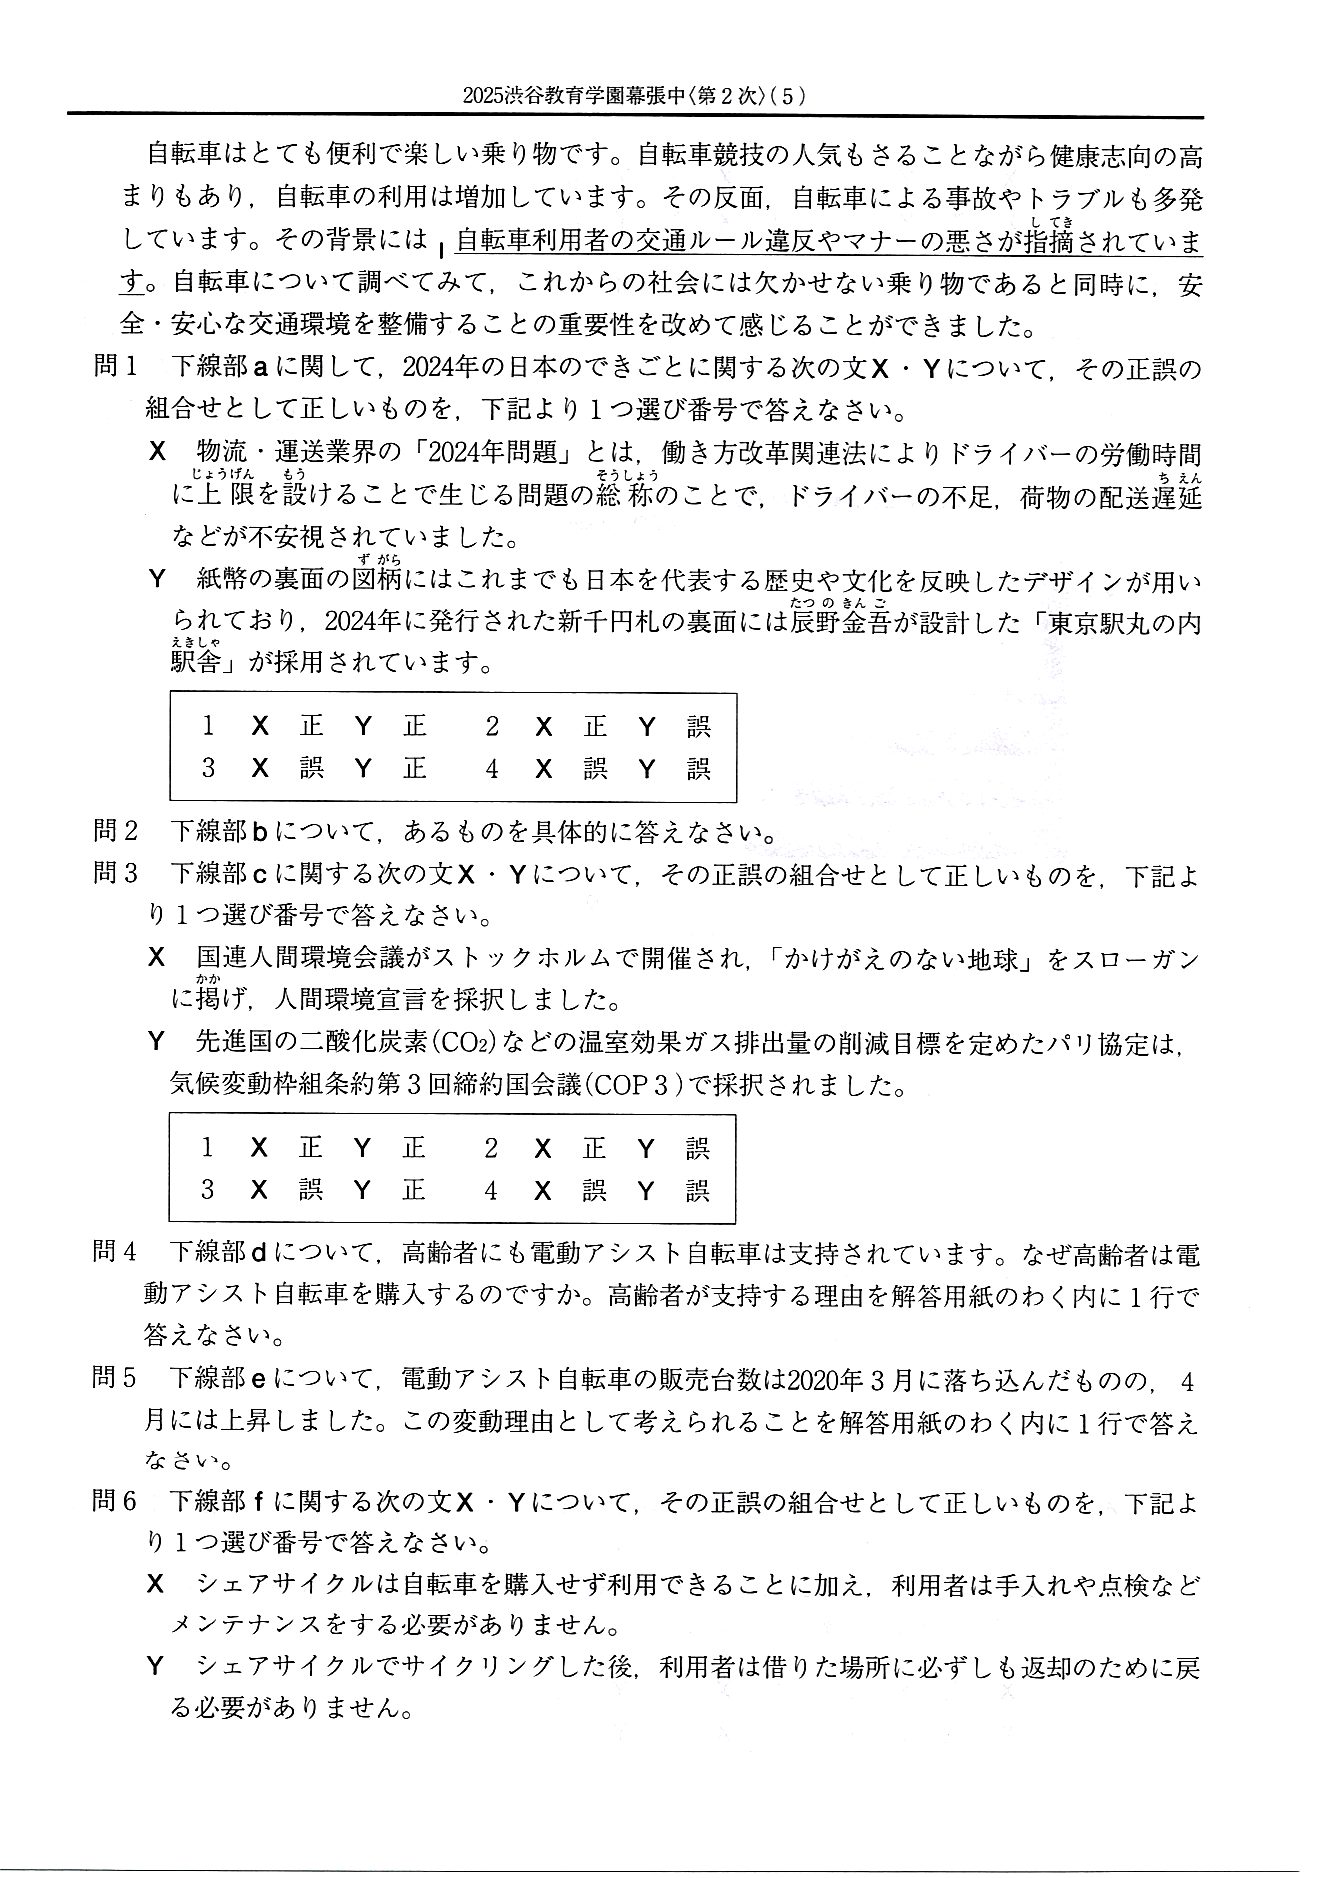 2025渋谷教育学園幕張中〈第2次〉(5)
自転車はとても便利で楽しい乗り物です。自転車競技の人気もさることながら健康志向の高
まりもあり,自転車の利用は増加しています。その反面,自転車による事故やトラブルも多発
しています。その背景には l 自転車利用者の交通ルール違反やマナーの悪さが指摘されていま
す。自転車について調べてみて,これからの社会には欠かせない乗り物であると同時に,安
全・安心な交通環境を整備することの重要性を改めて感じることができました。
問1 下線部aに関して,2024年の日本のできごとに関する次の文X・Yについて,その正誤の
組合せとして正しいものを,下記より1つ選び番号で答えなさい。
X 物流・運送業界の「2024年問題」とは,働き方改革関連法によりドライバーの労働時間
に上限を設けることで生じる問題の総称のことで,ドライバーの不足,荷物の配送遅延
などが不安視されていました。
Y 紙幣の裏面の図柄にはこれまでも日本を代表する歴史や文化を反映したデザインが用い
られており,2024年に発行された新千円札の裏面には辰野金吾が設計した「東京駅丸の内
駅舎」が採用されています。
1 X 正 Y 正 2 X 正 Y 誤
3 X 誤 Y 正 4 X 誤 Y 誤
問2 下線部bについて,あるものを具体的に答えなさい。
問3 下線部cに関する次の文X・Yについて,その正誤の組合せとして正しいものを,下記よ
り1つ選び番号で答えなさい。
X 国連人間環境会議がストックホルムで開催され,「かけがえのない地球」をスローガン
に掲げ,人間環境宣言を採択しました。
Y 先進国の二酸化炭素(CO₂)などの温室効果ガス排出量の削減目標を定めたパリ協定は,
気候変動枠組条約第3回締約国会議(COP3)で採択されました。
1 X 正 Y 正 2 X 正 Y 誤
3 X 誤 Y 正 4 X 誤 Y 誤
問4 下線部dについて,高齢者にも電動アシスト自転車は支持されています。なぜ高齢者は電
動アシスト自転車を購入するのですか。高齢者が支持する理由を解答用紙のわく内に1行で
答えなさい。
問5 下線部eについて,電動アシスト自転車の販売台数は2020年3月に落ち込んだものの,4
月には上昇しました。この変動理由として考えられることを解答用紙のわく内に1行で答え
なさい。
問6 下線部fに関する次の文X・Yについて,その正誤の組合せとして正しいものを,下記よ
り1つ選び番号で答えなさい。
X シェアサイクルは自転車を購入せず利用できることに加え,利用者は手入れや点検など
メンテナンスをする必要がありません。
Y シェアサイクルでサイクリングした後,利用者は借りた場所に必ずしも返却のために戻
る必要がありません。